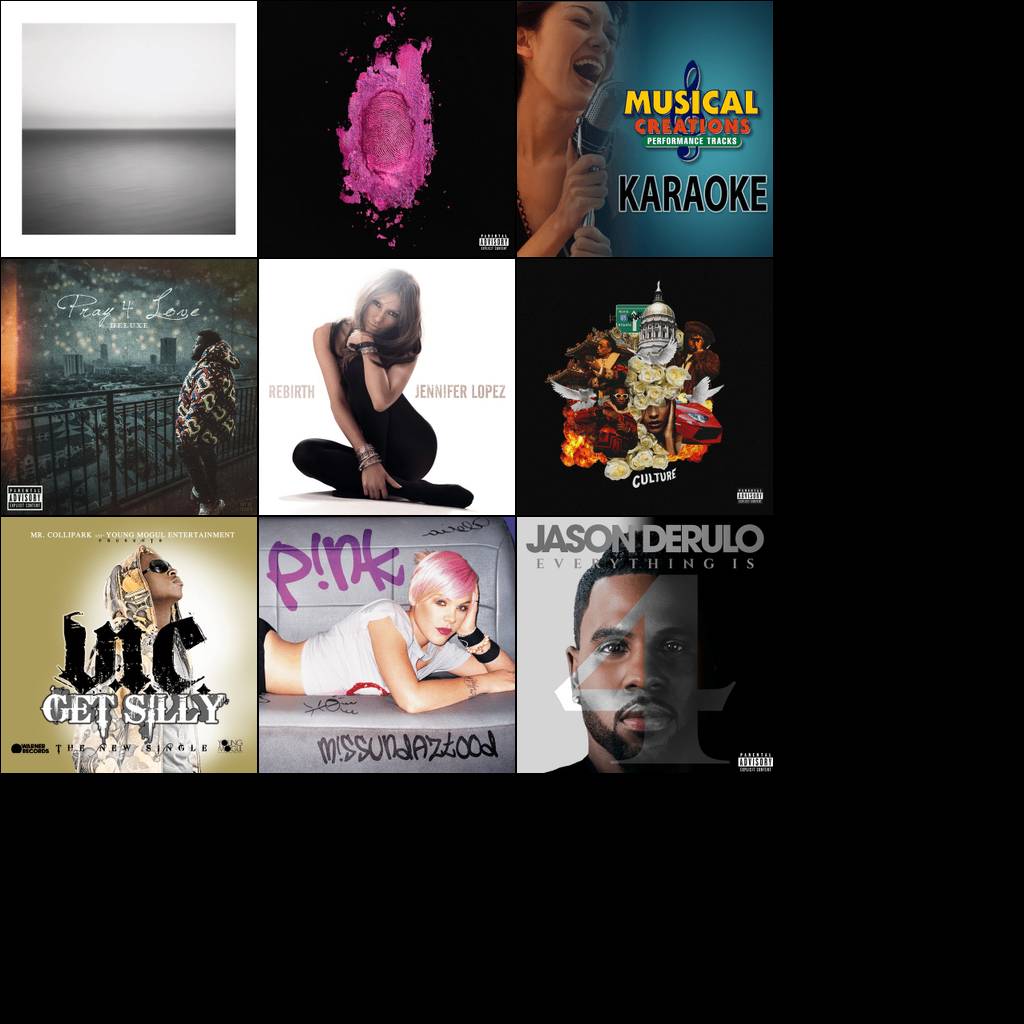 PARENTAL
ADVISORY
EXPLICIT CONTENT
MUSICAL
CREATIONS
PERFORMANCE TRACKS
KARAOKE
Pray 4 Love
DELUXE
PARENTAL
ADVISORY
EXPLICIT CONTENT
REBIRTH
JENNIFER LOPEZ
CULTURE
PARENTAL
ADVISORY
EXPLICIT CONTENT
MR. COLLIPARK AND YOUNG MOGUL ENTERTAINMENT
PRESENTS
V.I.C.
GET SILLY
WARNER
RECORDS
THE NEW SINGLE
YOUNG
MOGUL
P!nk
M!ssundaztood
JASON DERULO
EVERYTHING IS
4
PARENTAL
ADVISORY
EXPLICIT CONTENT